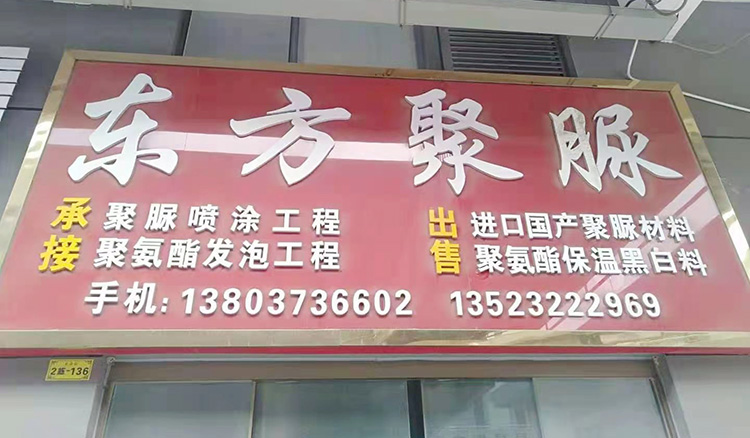 东方聚脲
承接 聚脲喷涂工程 出售 进口国产聚脲材料
聚氨酯发泡工程 聚氨酯保温黑白料
手机:13803736602 13523222969
2胨-136